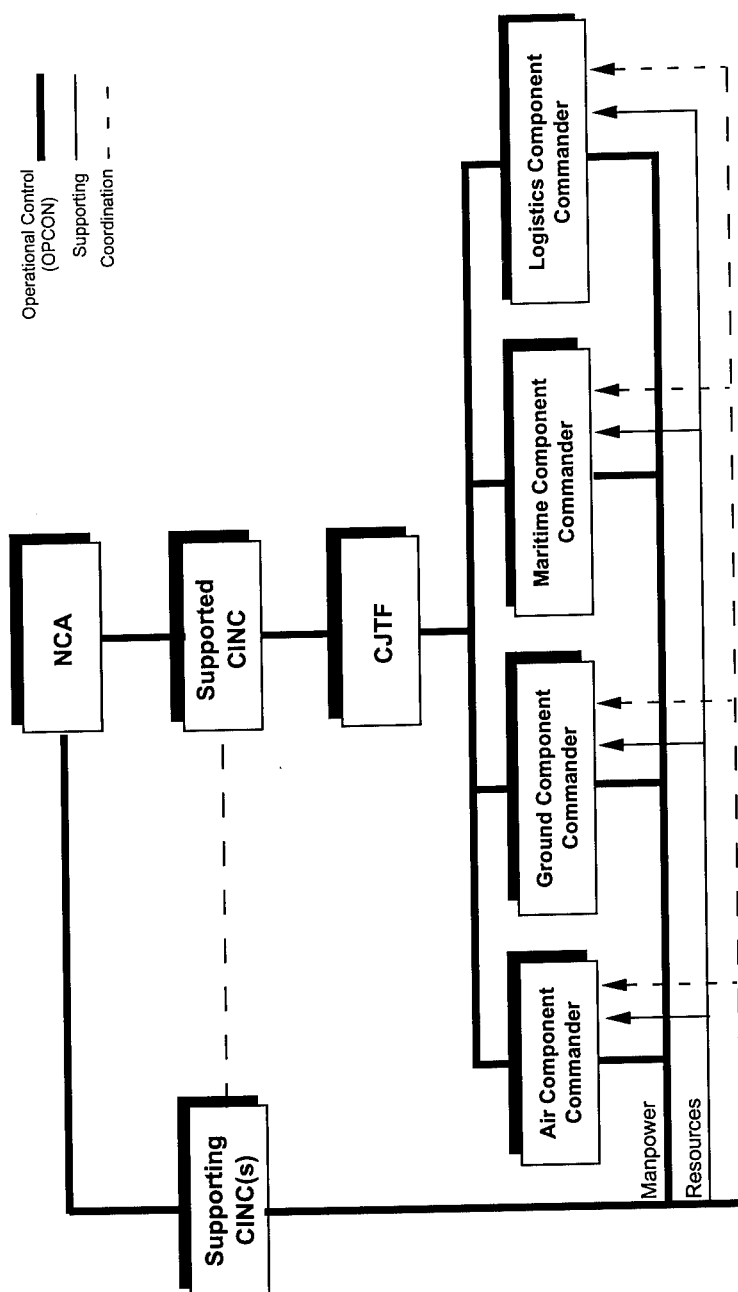 Operational Control
(OPCON)
Supporting
Coordination
NCA
Supporting
CINC(s)
Supported
CINC
CJTF
Air Component
Commander
Ground Component
Commander
Maritime Component
Commander
Logistics Component
Commander
Manpower
Resources